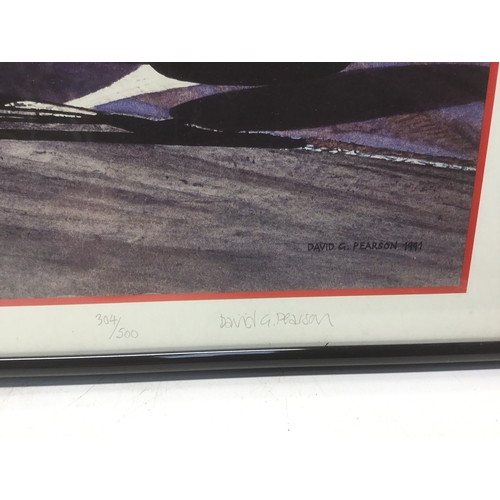 DAVID G. PEARSON 1991
304/500
David G. Pearson